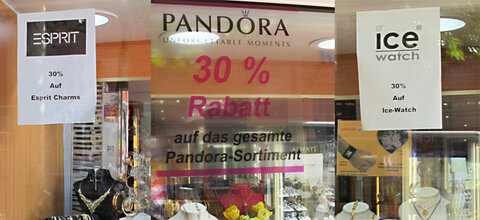 ESPRIT
30%
Auf
Esprit Charms
PANDORA
UNFORGETTABLE MOMENTS
30 %
Rabatt
auf das gesamte
Pandora-Sortiment
ALWAYS
ICE
watch
30%
Auf
Ice-Watch